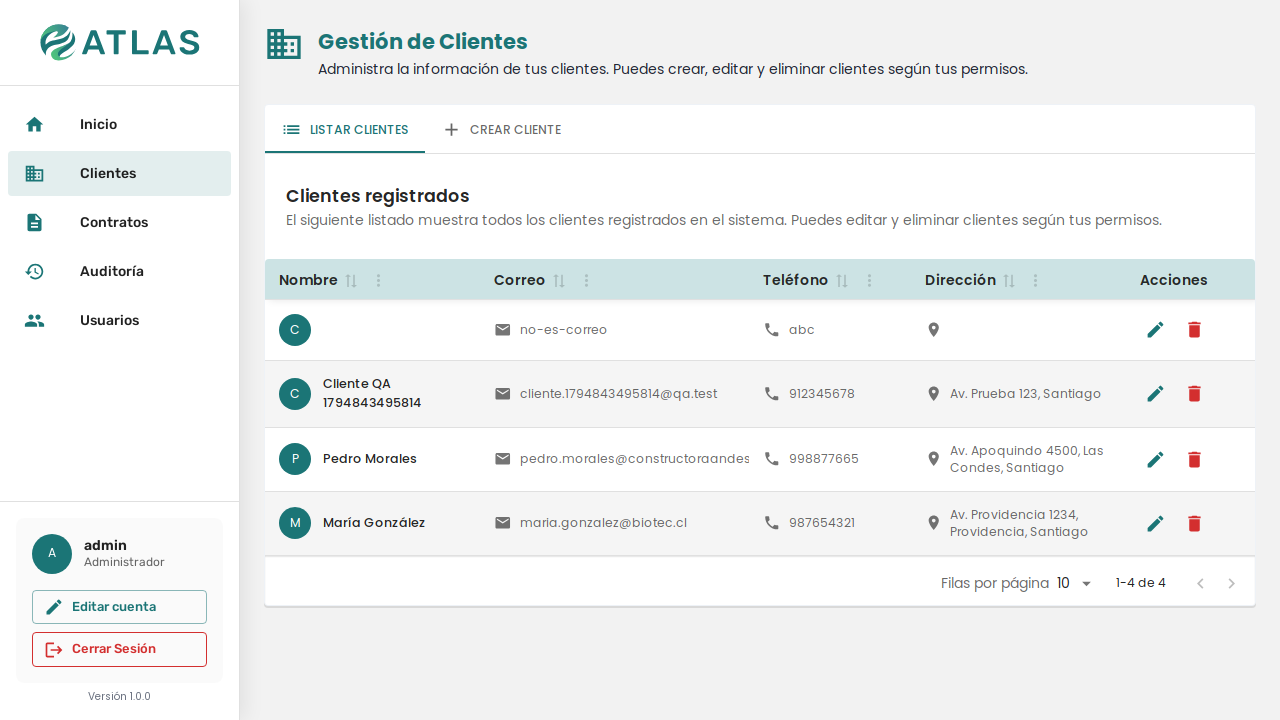 ATLAS
Inicio
Clientes
Contratos
Auditoría
Usuarios
A
admin
Administrador
Editar cuenta
Cerrar Sesión
Versión 1.0.0
Gestión de Clientes
Administra la información de tus clientes. Puedes crear, editar y eliminar clientes según tus permisos.
LISTAR CLIENTES
CREAR CLIENTE
Clientes registrados
El siguiente listado muestra todos los clientes registrados en el sistema. Puedes editar y eliminar clientes según tus permisos.
Nombre Correo Teléfono Dirección Acciones
C no-es-correo abc
C Cliente QA
1794843495814 cliente.1794843495814@qa.test 912345678 Av. Prueba 123, Santiago
P Pedro Morales pedro.morales@constructoraandes 998877665 Av. Apoquindo 4500, Las
Condes, Santiago
M María González maria.gonzalez@biotec.cl 987654321 Av. Providencia 1234,
Providencia, Santiago
Filas por página 10 1-4 de 4